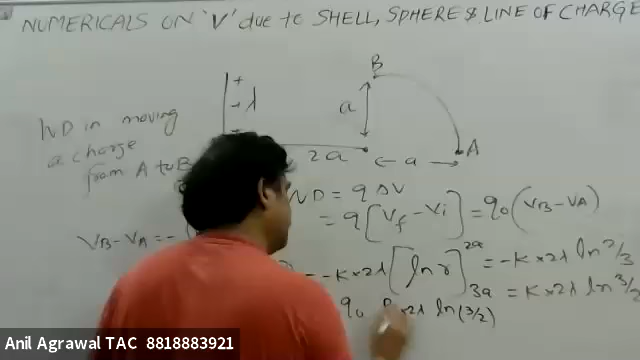 NUMERICALS ON 'V' due to SHELL, SPHERE & LINE OF CHARGE
B
+
+ λ
a
WD in moving
a charge
from A to B
2a
a
A
WD = q ΔV
= q [Vf - Vi] = q0 (VB - VA)
VB - VA = -
= -K × 2λ [ln r] 2a 3a = -K × 2λ ln 2/3
= K × 2λ ln 3/2
q0 × 2λ ln (3/2)
Anil Agrawal TAC 8818883921